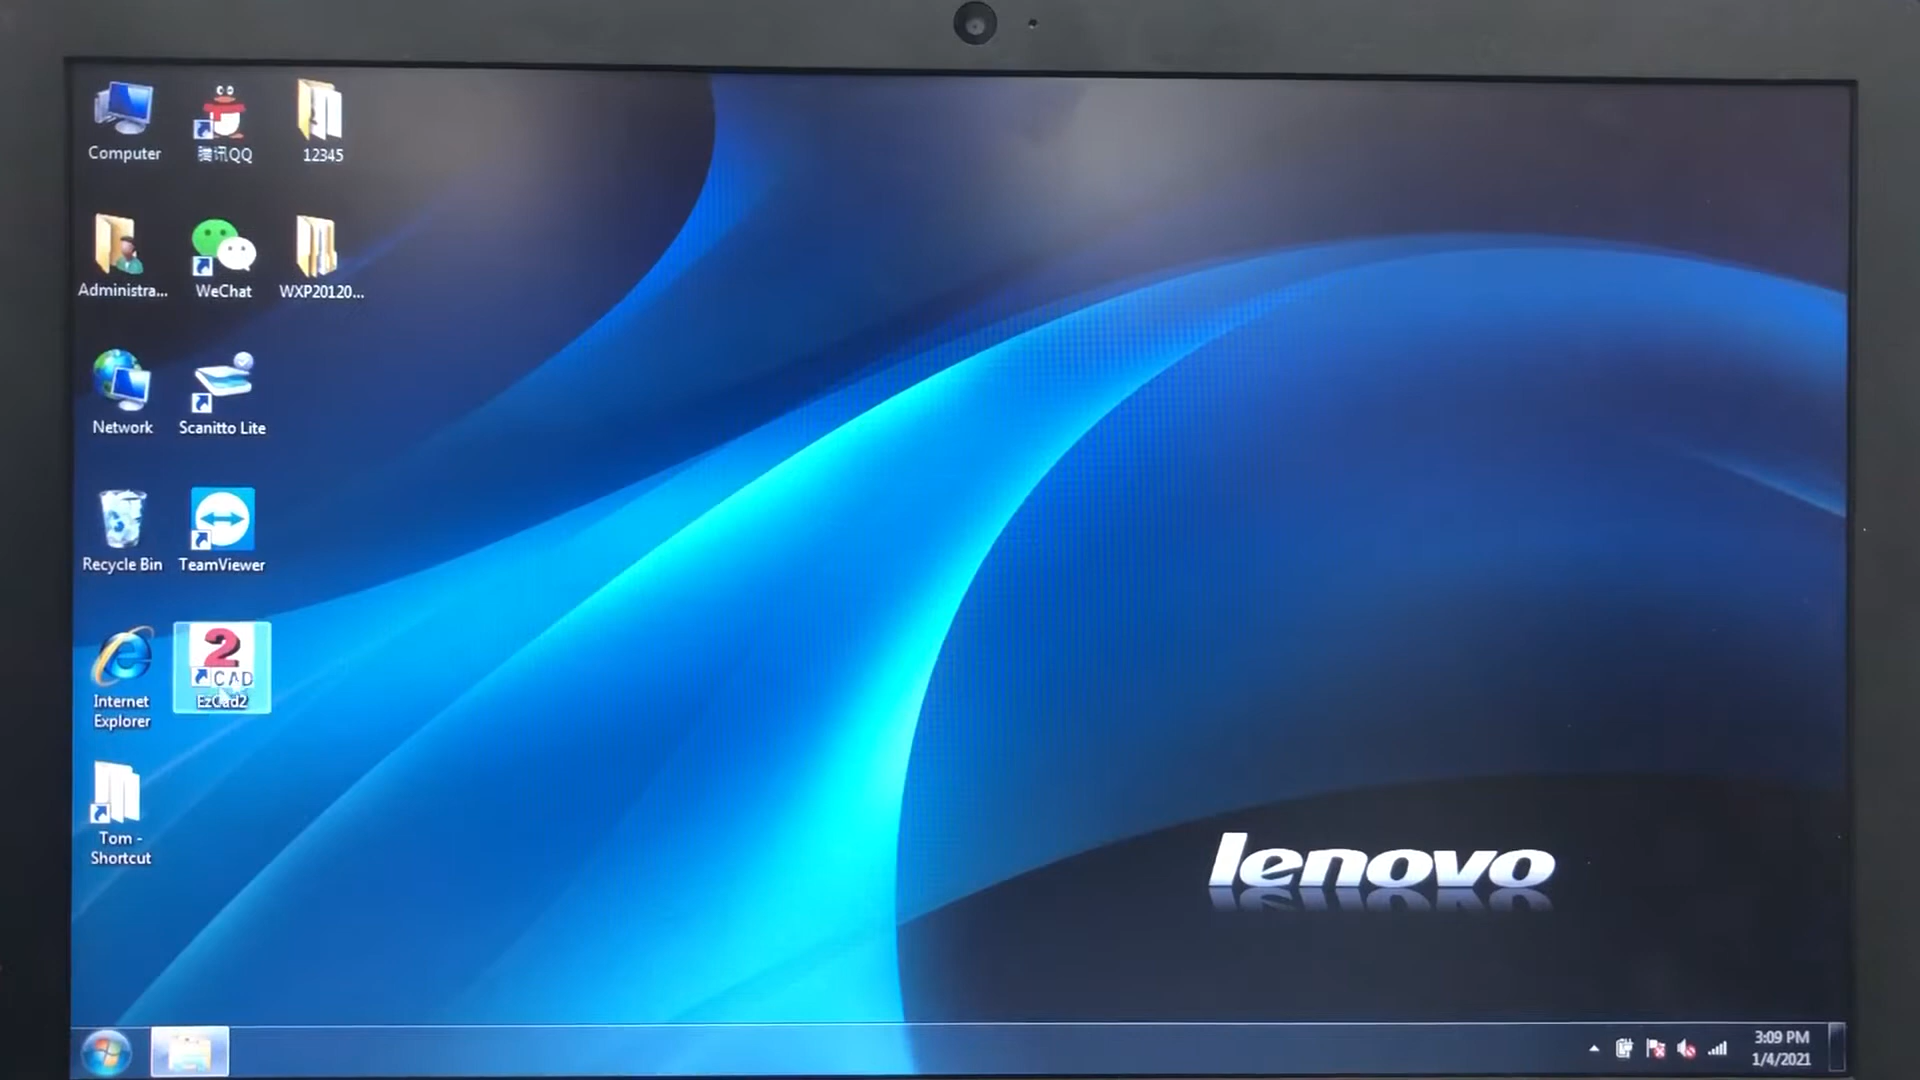 Computer
腾讯QQ
12345
Administra...
WeChat
WXP20120...
Network
Scanitto Lite
Recycle Bin
TeamViewer
Internet
Explorer
2
CAD
EzCad2
Tom -
Shortcut
lenovo
3:09 PM
1/4/2021